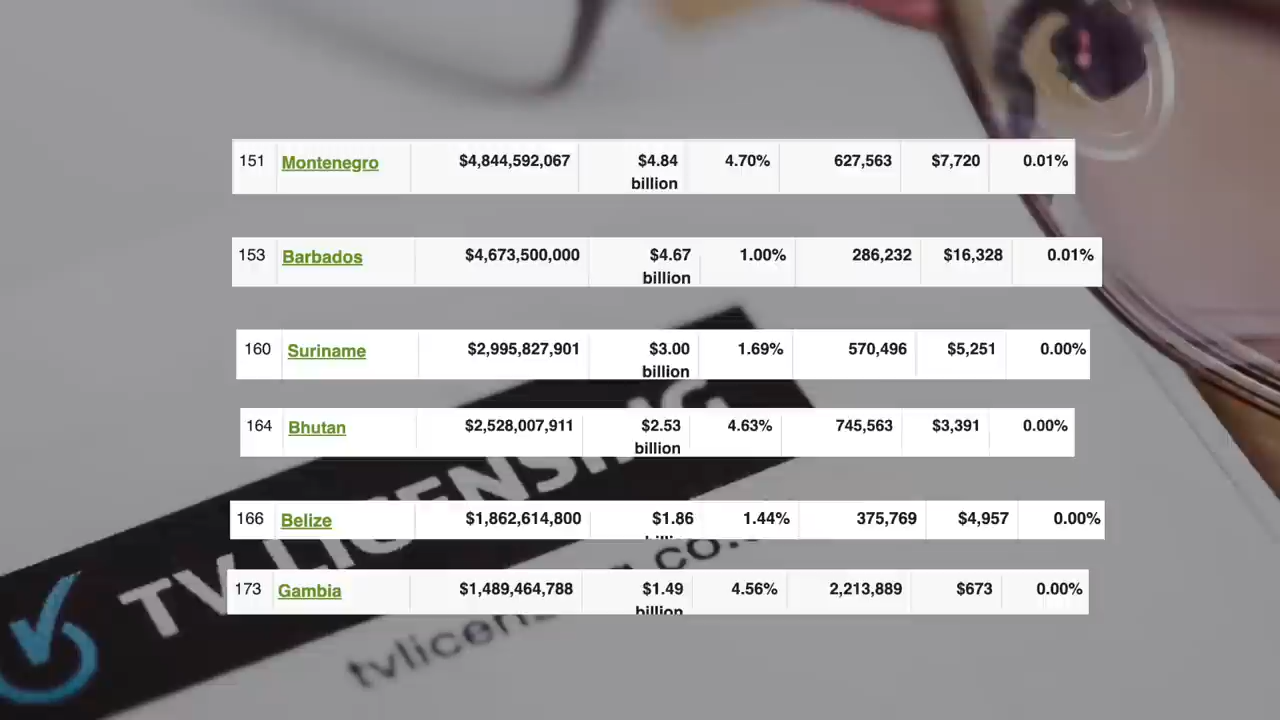 151 Montenegro $4,844,592,067 $4.84 4.70% 627,563 $7,720 0.01%
billion
153 Barbados $4,673,500,000 $4.67 1.00% 286,232 $16,328 0.01%
billion
160 Suriname $2,995,827,901 $3.00 1.69% 570,496 $5,251 0.00%
billion
164 Bhutan $2,528,007,911 $2.53 4.63% 745,563 $3,391 0.00%
billion
166 Belize $1,862,614,800 $1.86 1.44% 375,769 $4,957 0.00%
173 Gambia $1,489,464,788 $1.49 4.56% 2,213,889 $673 0.00%
billion
TV LICENSING